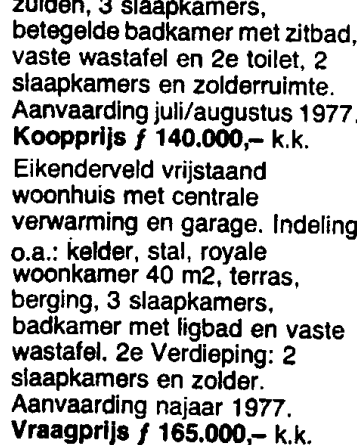 zuiden, 3 slaapkamers,
betegelde badkamer met zitbad,
vaste wastafel en 2e toilet, 2
slaapkamers en zolderruimte.
Aanvaarding juli/augustus 1977.
Koopprijs ƒ 140.000,– k.k.
Eikenderveld vrijstaand
woonhuis met centrale
verwarming en garage. Indeling
o.a.: kelder, stal, royale
woonkamer 40 m2, terras,
berging, 3 slaapkamers,
badkamer met ligbad en vaste
wastafel. 2e Verdieping: 2
slaapkamers en zolder.
Aanvaarding najaar 1977.
Vraagprijs ƒ 165.000,– k.k.